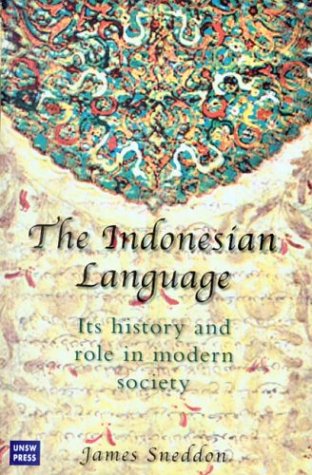 The Indonesian
Language
Its history and
role in modern
society
UNSW
PRESS
James Sneddon